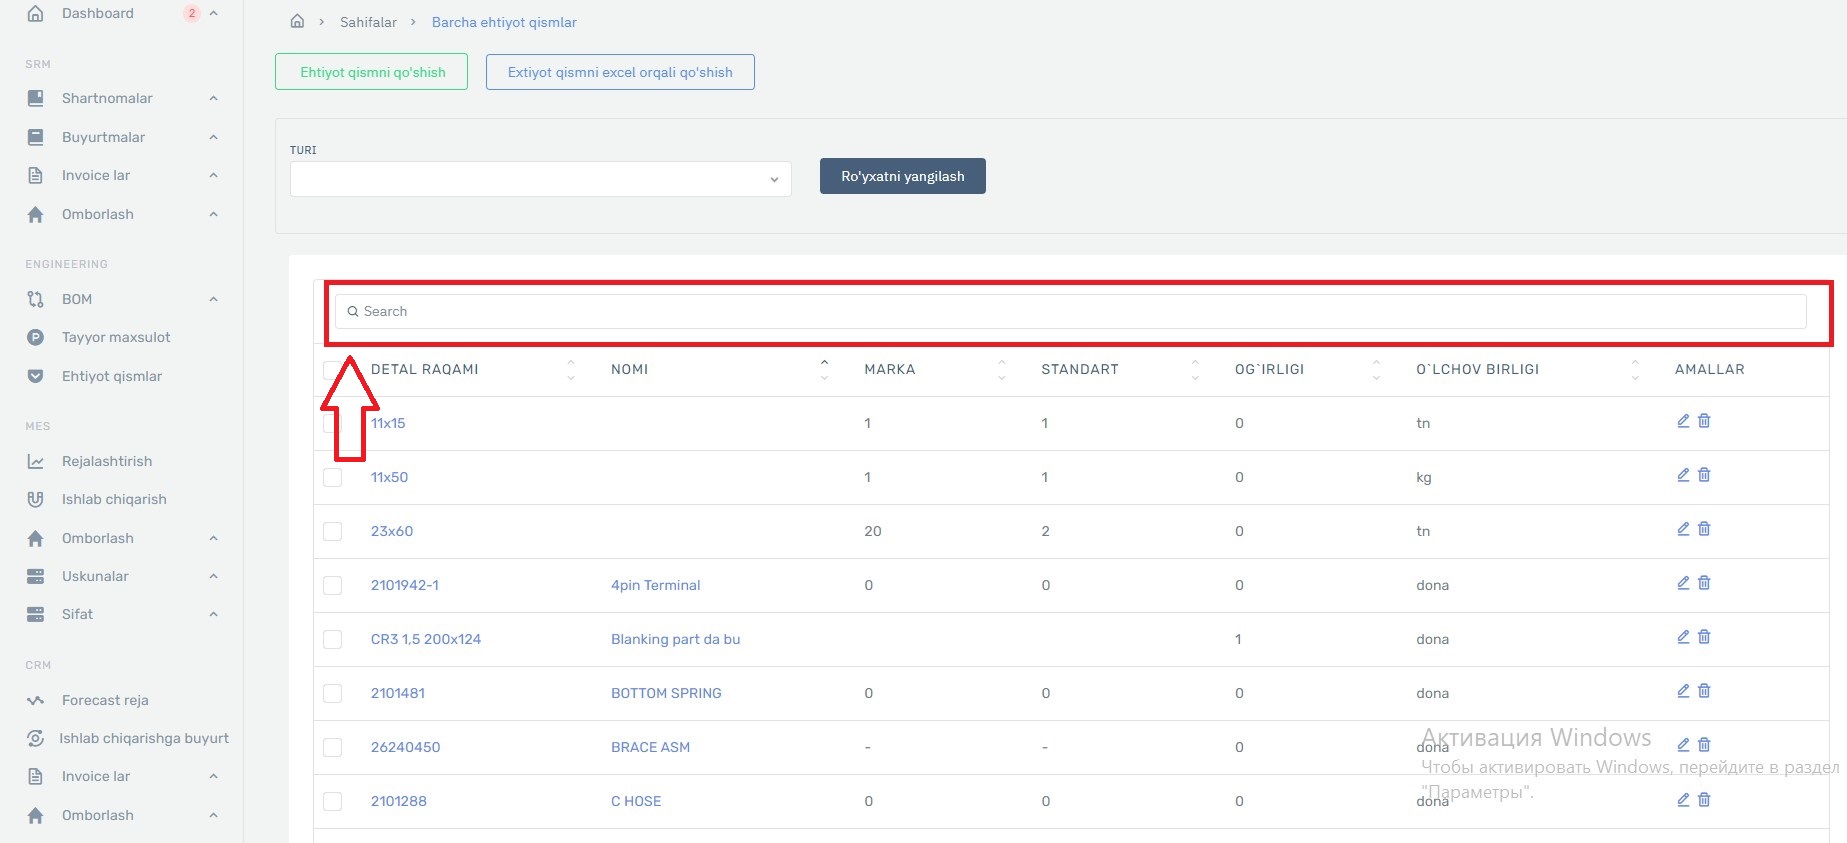 Dashboard 2
SRM
Shartnomalar
Buyurtmalar
Invoice lar
Omborlash
ENGINEERING
BOM
Tayyor maxsulot
Ehtiyot qismlar
MES
Rejalashtirish
Ishlab chiqarish
Omborlash
Uskunalar
Sifat
CRM
Forecast reja
Ishlab chiqarishga buyurt
Invoice lar
Omborlash
Sahifalar > Barcha ehtiyot qismlar
Ehtiyot qismni qo'shish
Extiyot qismni excel orqali qo'shish
TURI
Ro'yxatni yangilash
Search
DETAL RAQAMI NOMI MARKA STANDART OG`IRLIGI O`LCHOV BIRLIGI AMALLAR
11x15 1 1 0 tn
11x50 1 1 0 kg
23x60 20 2 0 tn
2101942-1 4pin Terminal 0 0 0 dona
CR3 1,5 200x124 Blanking part da bu 1 dona
2101481 BOTTOM SPRING 0 0 0 dona
26240450 BRACE ASM - - 0 dona
2101288 C HOSE 0 0 0 dona
Активация Windows
Чтобы активировать Windows, перейдите в раздел
"Параметры".